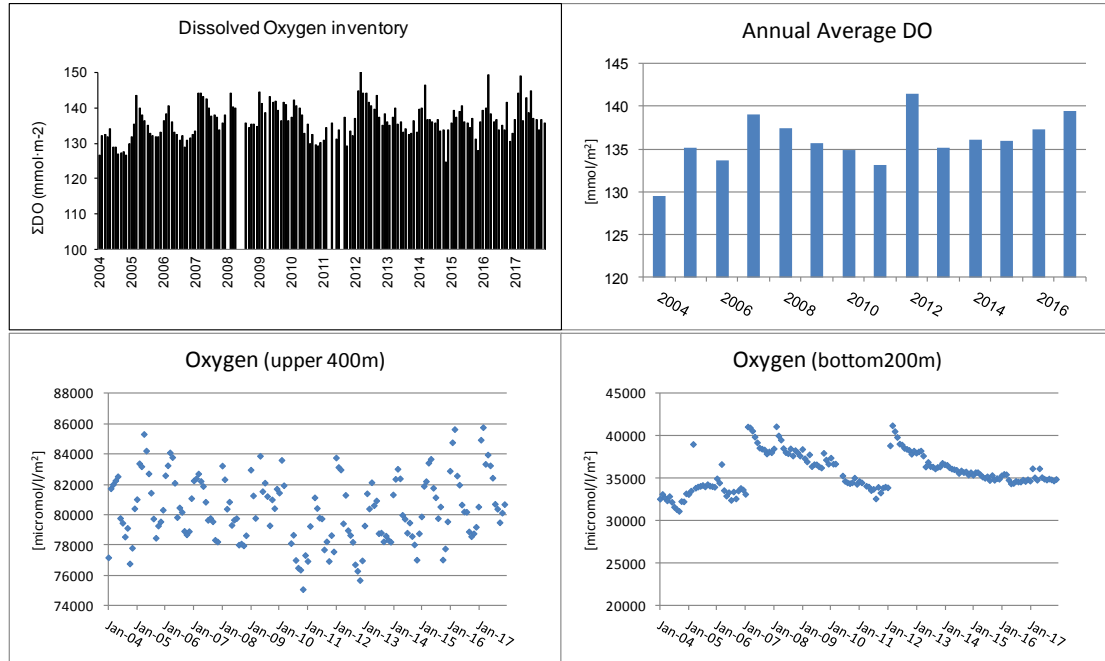 Dissolved Oxygen inventory
ΣDO (mmol·m-2)
150
140
130
120
110
100
2004
2005
2006
2007
2008
2009
2010
2011
2012
2013
2014
2015
2016
2017
Annual Average DO
[mmol/m²]
145
140
135
130
125
120
2004
2006
2008
2010
2012
2014
2016
Oxygen (upper 400m)
[micromol/l/m²]
88000
86000
84000
82000
80000
78000
76000
74000
Jan-04
Jan-05
Jan-06
Jan-07
Jan-08
Jan-09
Jan-10
Jan-11
Jan-12
Jan-13
Jan-14
Jan-15
Jan-16
Jan-17
Oxygen (bottom200m)
[micromol/l/m²]
45000
40000
35000
30000
25000
20000
Jan-04
Jan-05
Jan-06
Jan-07
Jan-08
Jan-09
Jan-10
Jan-11
Jan-12
Jan-13
Jan-14
Jan-15
Jan-16
Jan-17